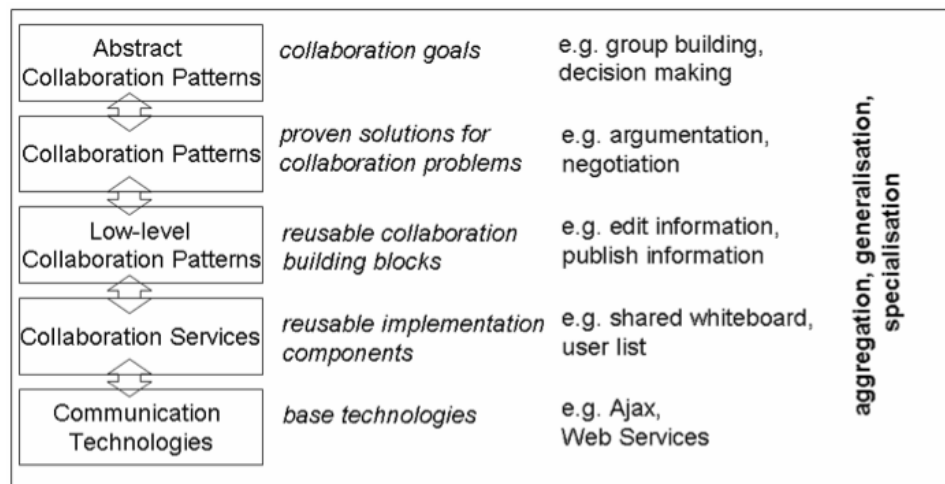 Abstract
Collaboration Patterns
collaboration goals
e.g. group building,
decision making
Collaboration Patterns
proven solutions for
collaboration problems
e.g. argumentation,
negotiation
Low-level
Collaboration Patterns
reusable collaboration
building blocks
e.g. edit information,
publish information
Collaboration Services
reusable implementation
components
e.g. shared whiteboard,
user list
Communication
Technologies
base technologies
e.g. Ajax,
Web Services
aggregation, generalisation,
specialisation